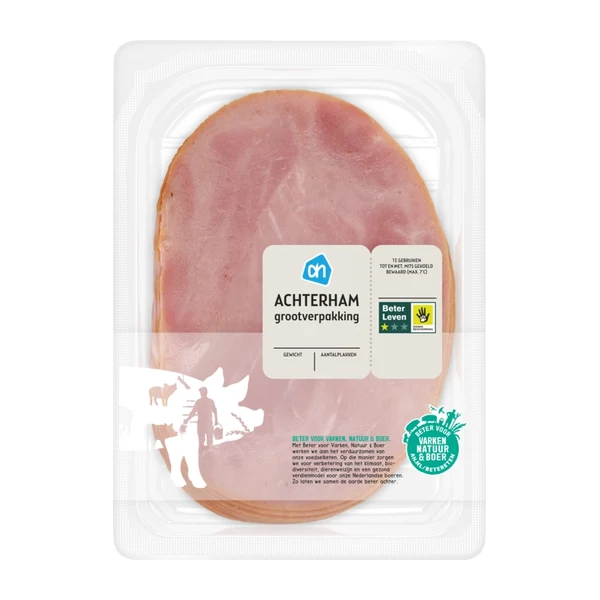 ah
ACHTERHAM
grootverpakking
GEWICHT
AANTAL PLAKKEN
TE GEBRUIKEN
TOT EN MET, MITS GEKOELD
BEWAARD (MAX. 7°C)
Beter
Leven
BETER VOOR VARKEN, NATUUR & BOER.
Met Beter voor Varken, Natuur & Boer
werken we aan het verduurzamen van
onze voedselketen. Op die manier zorgen
we voor verbetering van het klimaat, bio-
diversiteit, dierenwelzijn en een gezond
verdienmodel voor onze Nederlandse boeren.
Zo laten we samen de aarde beter achter.
BETER VOOR
VARKEN
NATUUR
& BOER
AH.NL/BETERETEN